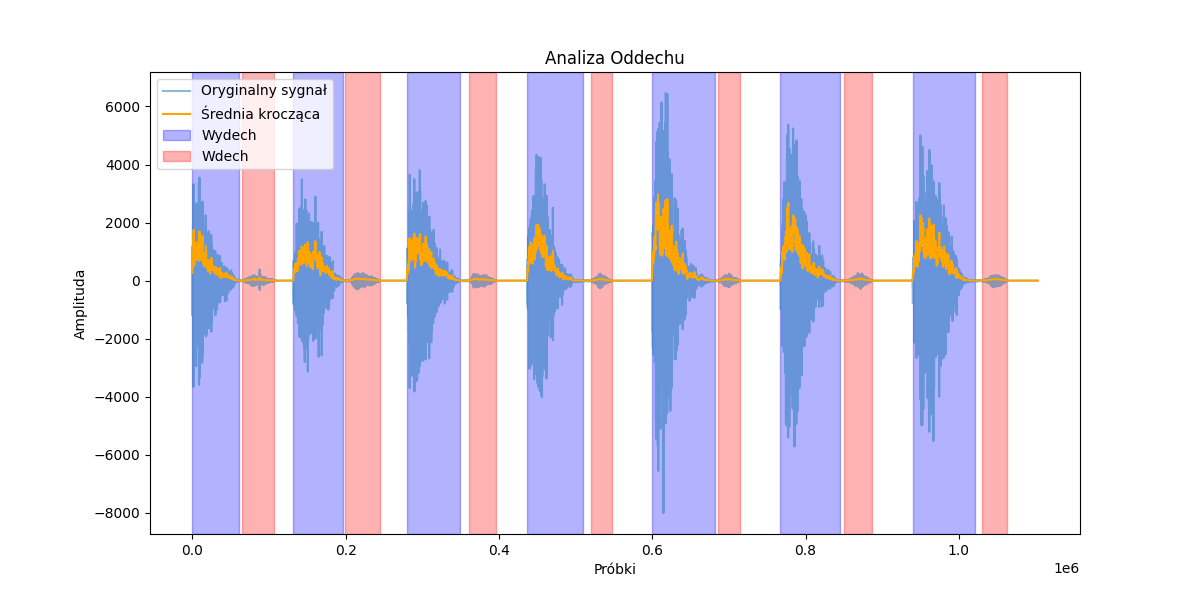 Analiza Oddechu
Oryginalny sygnał
Średnia krocząca
Wydech
Wdech
Amplituda
6000
4000
2000
0
−2000
−4000
−6000
−8000
0.0 0.2 0.4 0.6 0.8 1.0
1e6
Próbki